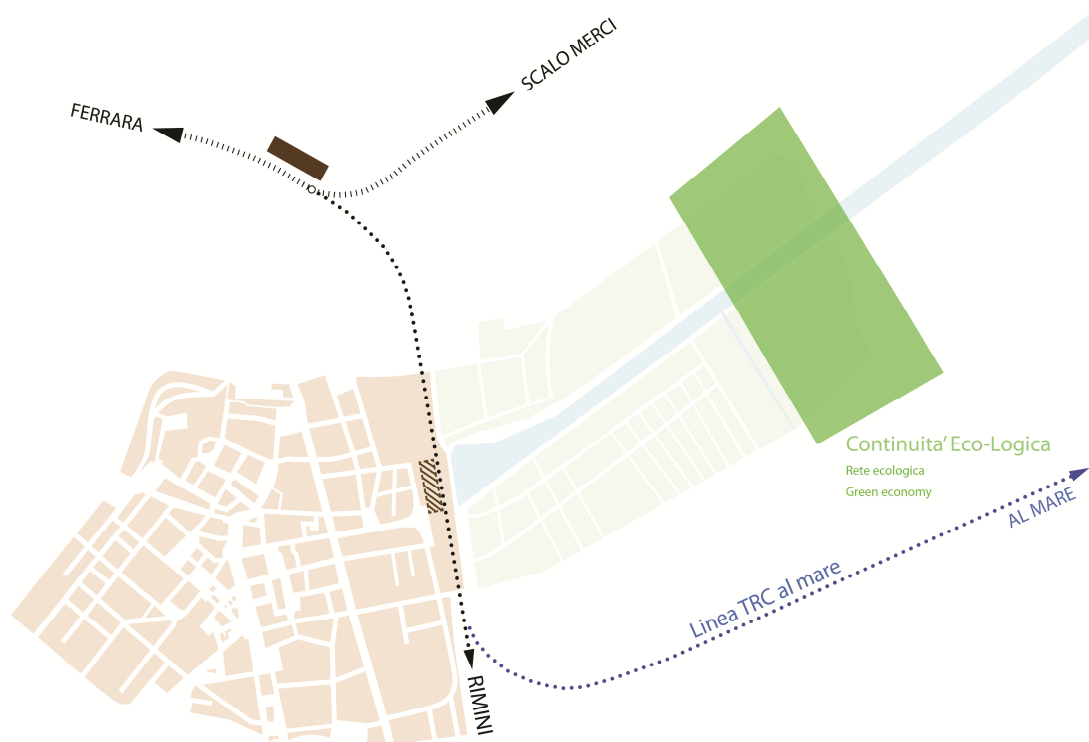 SCALO MERCI
FERRARA
Continuita' Eco-Logica
Rete ecologica
Green economy
AL MARE
Linea TRC al mare
RIMINI